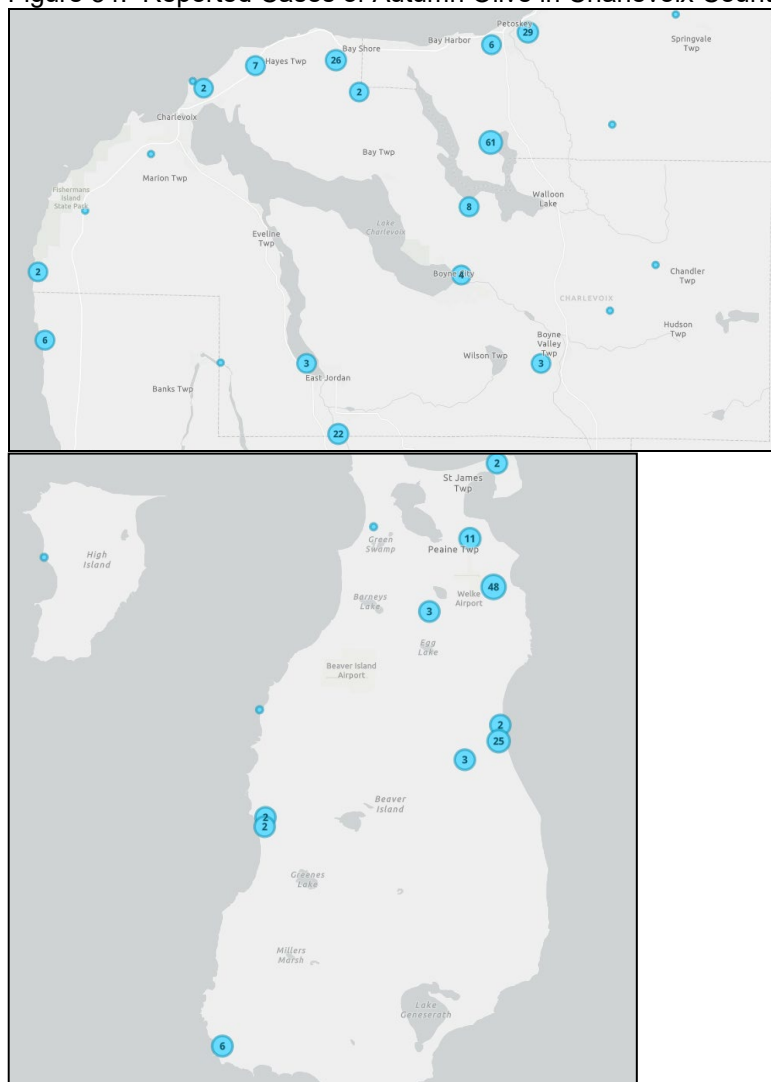 Figure Reported Cases of Autumn Olive in Charlevoix
Petoskey
29
Springvale
Twp
Bay Harbor
6
Bay Shore
26
Hayes Twp
7
2
2
Charlevoix
61
Bay Twp
Marion Twp
Fishermans
Island
State Park
Walloon
Lake
8
Lake
Charlevoix
Eveline
Twp
2
Boyne City
4
Chandler
Twp
CHARLEVOIX
Hudson
Twp
6
Boyne
Valley
Twp
Wilson Twp
3
3
East Jordan
Banks Twp
22
2
St James
Twp
Green
Swamp
11
Peaine Twp
High
Island
48
Welke
Airport
Barneys
Lake
3
Egg
Lake
Beaver Island
Airport
2
25
3
Beaver
Island
2
2
Greenes
Lake
Millers
Marsh
Lake
Geneserath
6